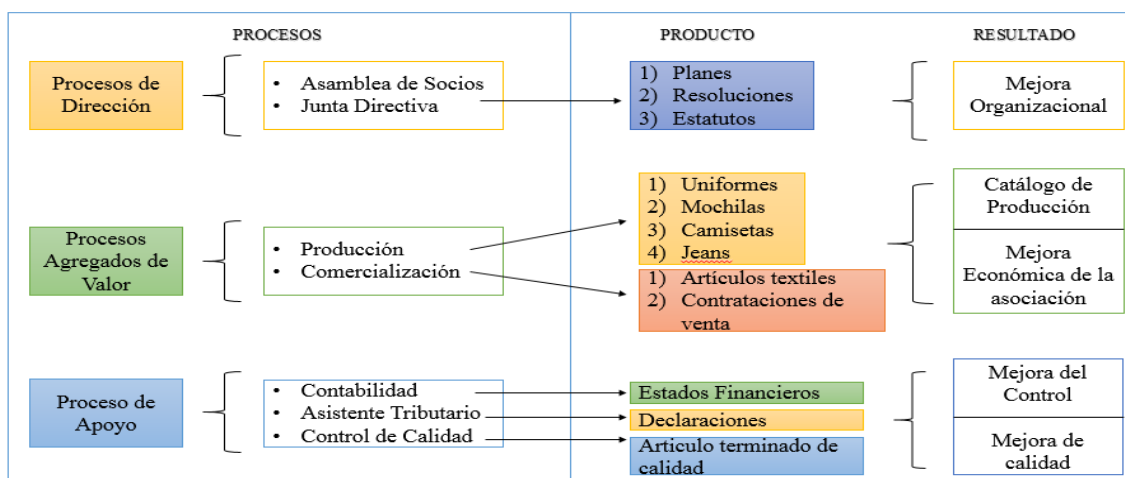 PROCESOS
PRODUCTO
RESULTADO
Procesos de
Dirección
• Asamblea de Socios
• Junta Directiva
1) Planes
2) Resoluciones
3) Estatutos
Mejora
Organizacional
Procesos
Agregados de
Valor
• Producción
• Comercialización
1) Uniformes
2) Mochilas
3) Camisetas
4) Jeans
1) Artículos textiles
2) Contrataciones de
venta
Catálogo de
Producción
Mejora
Económica de la
asociación
Proceso de
Apoyo
• Contabilidad
• Asistente Tributario
• Control de Calidad
Estados Financieros
Declaraciones
Articulo terminado de
calidad
Mejora del
Control
Mejora de
calidad